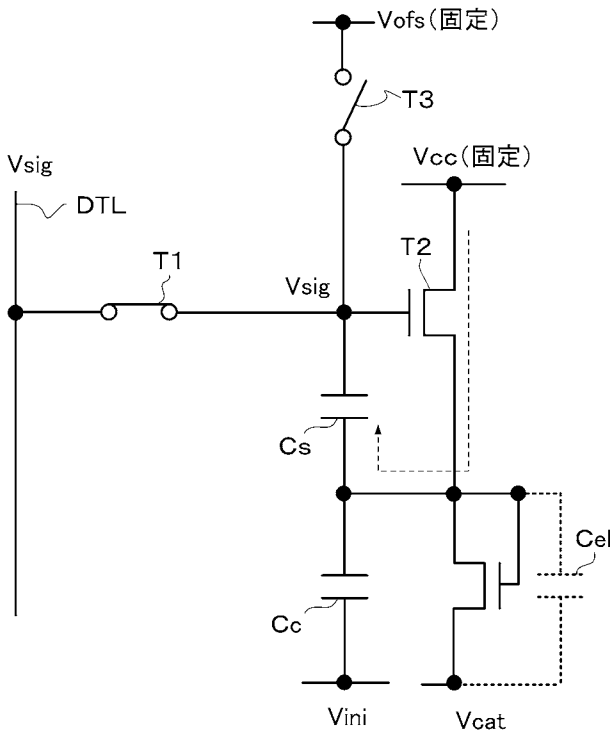 Vofs(固定)
T3
Vcc(固定)
Vsig
DTL
T1
Vsig
T2
Cs
Cel
Cc
Vini
Vcat